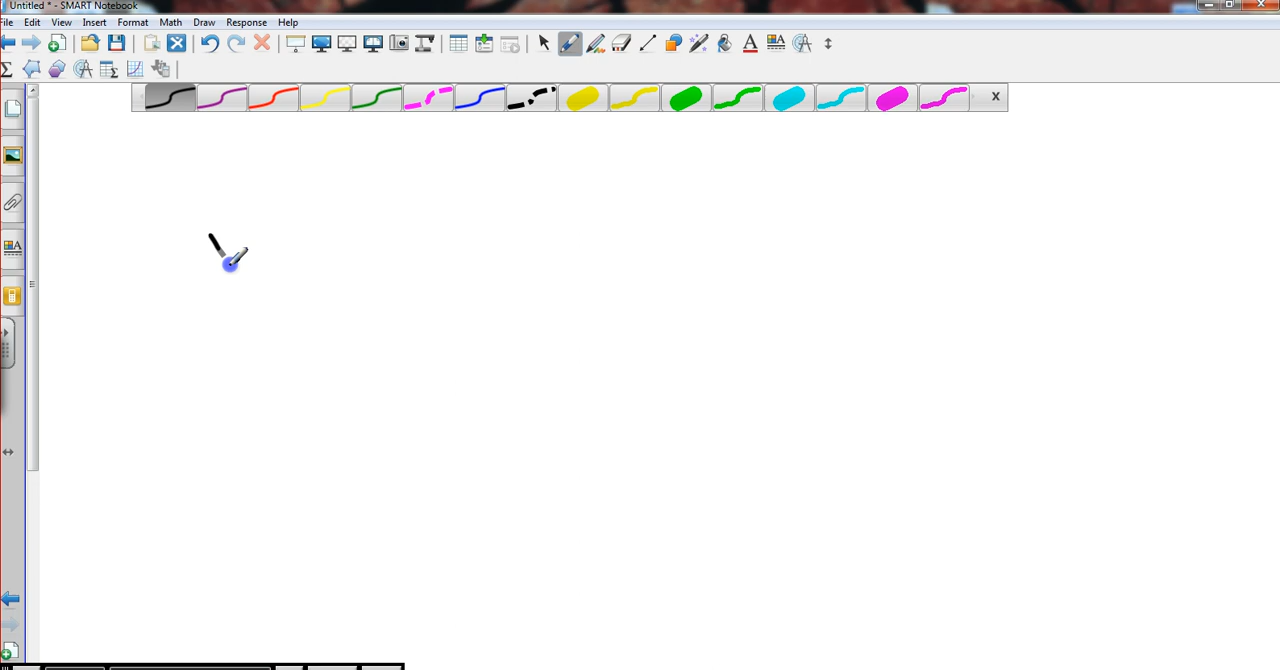 Untitled * - SMART Notebook
File Edit View Insert Format Math Draw Response Help
A
Σ
x
A